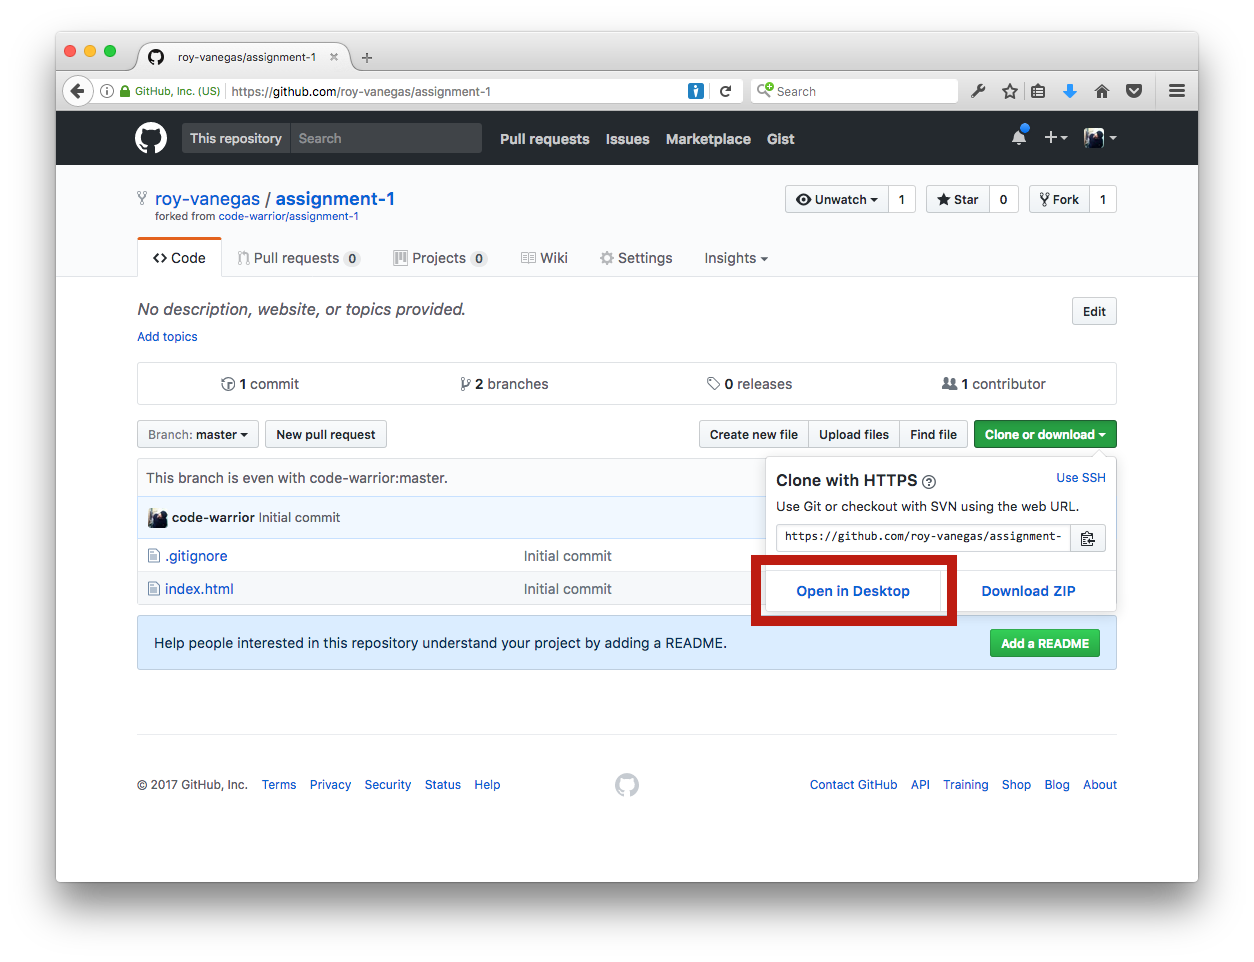 roy-vanegas/assignment-1
GitHub, Inc. (US) https://github.com/roy-vanegas/assignment-1 Search
This repository Search Pull requests Issues Marketplace Gist
roy-vanegas / assignment-1 Unwatch 1 Star 0 Fork 1
forked from code-warrior/assignment-1
Code Pull requests 0 Projects 0 Wiki Settings Insights
No description, website, or topics provided. Edit
Add topics
1 commit 2 branches 0 releases 1 contributor
Branch: master New pull request Create new file Upload files Find file Clone or download
This branch is even with code-warrior:master.
Clone with HTTPS ? Use SSH
Use Git or checkout with SVN using the web URL.
code-warrior Initial commit
https://github.com/roy-vanegas/assignment-
.gitignore Initial commit
index.html Initial commit
Open in Desktop Download ZIP
Help people interested in this repository understand your project by adding a README. Add a README
© 2017 GitHub, Inc. Terms Privacy Security Status Help Contact GitHub API Training Shop Blog About